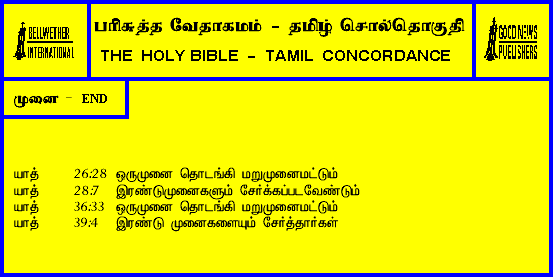 BELLWETHER
INTERNATIONAL
பரிசுத்த வேதாகமம் - தமிழ் சொல்தொகுதி
THE HOLY BIBLE - TAMIL CONCORDANCE
GOOD NEWS
PUBLISHERS
முனை - END
யாத் 26:28 ஒருமுனை தொடங்கி மறுமுனைமட்டும்
யாத் 28:7 இரண்டுமுனைகளும் சேர்க்கப்படவேண்டும்
யாத் 36:33 ஒருமுனை தொடங்கி மறுமுனைமட்டும்
யாத் 39:4 இரண்டு முனைகளையும் சேர்த்தார்கள்